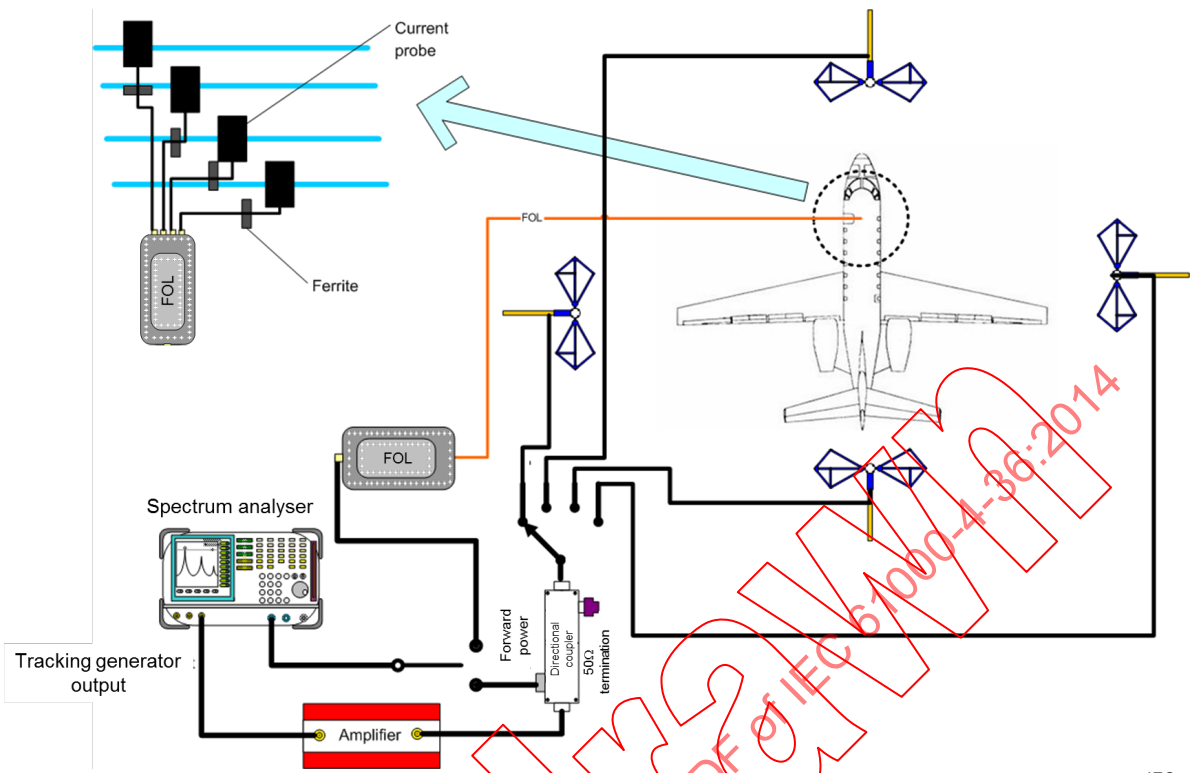 Current
probe
FOL
Ferrite
FOL
FOL
Spectrum analyser
Tracking generator
output
Forward
power
Directional
coupler
50Ω
termination
Amplifier
DF of IEC 61000-4-36:2014